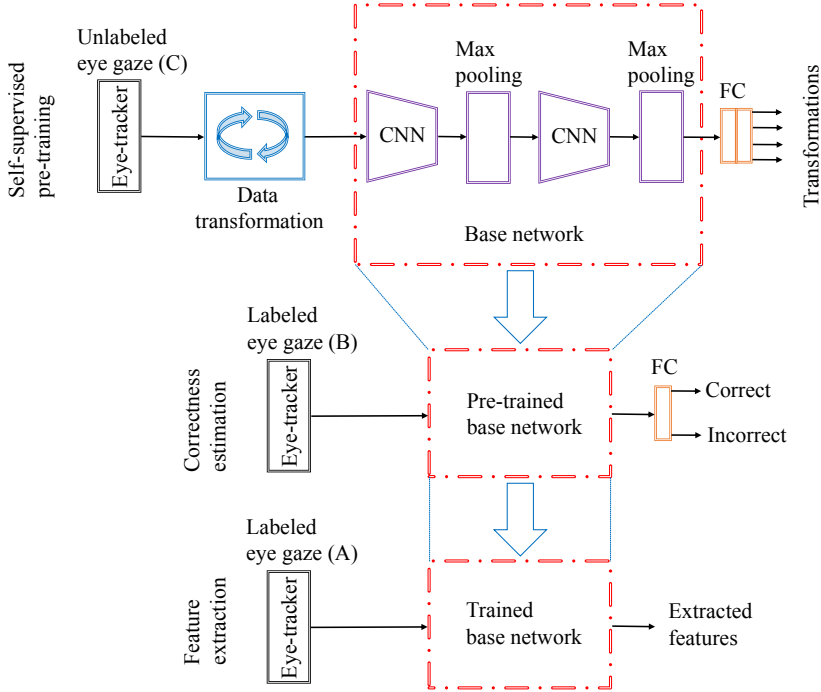 Self-supervised
pre-training
Unlabeled
eye gaze (C)
Eye-tracker
Data
transformation
CNN
Max
pooling
CNN
Max
pooling
Base network
FC
Transformations
Correctness
estimation
Labeled
eye gaze (B)
Eye-tracker
Pre-trained
base network
FC
Correct
Incorrect
Feature
extraction
Labeled
eye gaze (A)
Eye-tracker
Trained
base network
Extracted
features